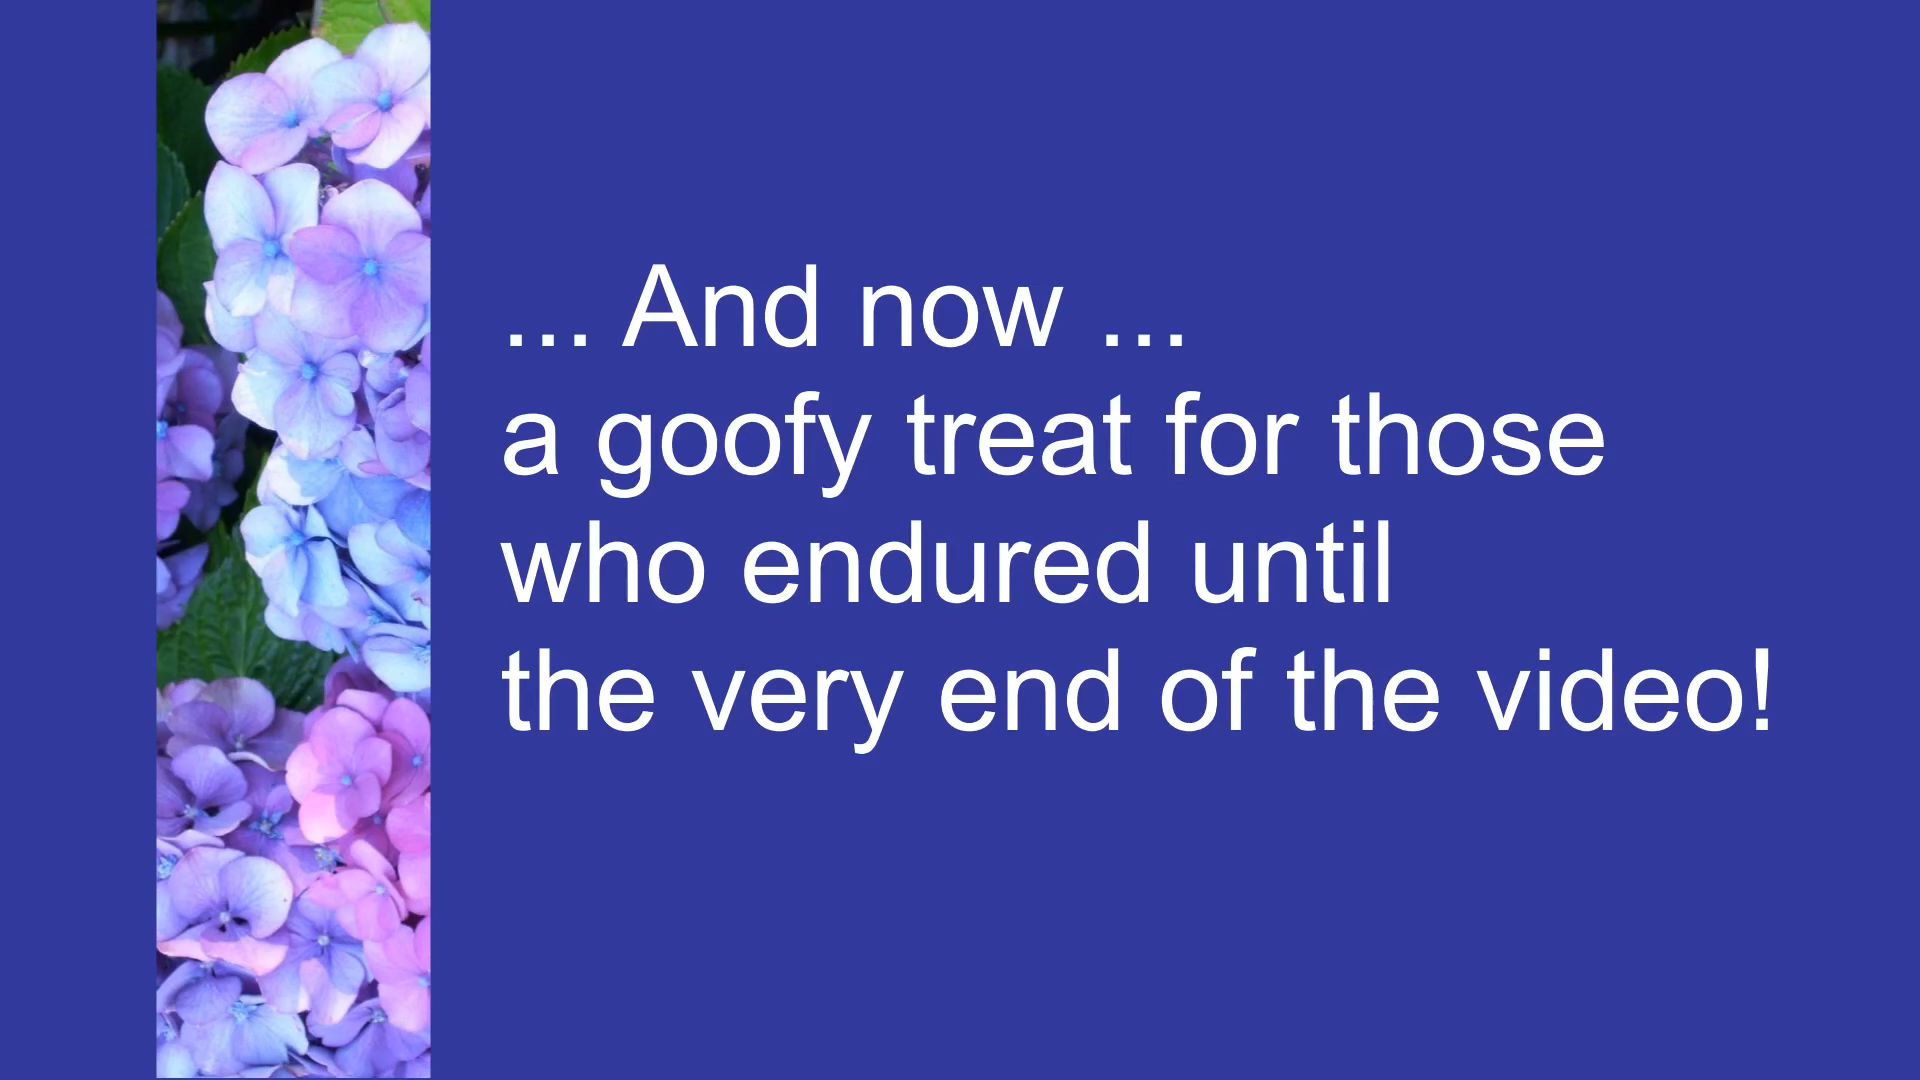 ... And now ...
a goofy treat for those
who endured until
the very end of the video!